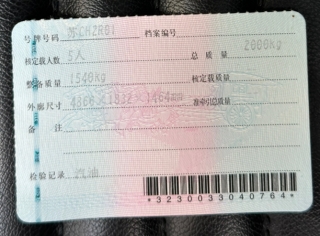 号牌号码 苏CHZR01 档案编号
核定载人数 5人 总质量 2000kg
整备质量 1540kg 核定载质量
外廓尺寸 4866×1832×1464mm 准牵引总质量
备注
检验记录 汽油
*3230033040764*